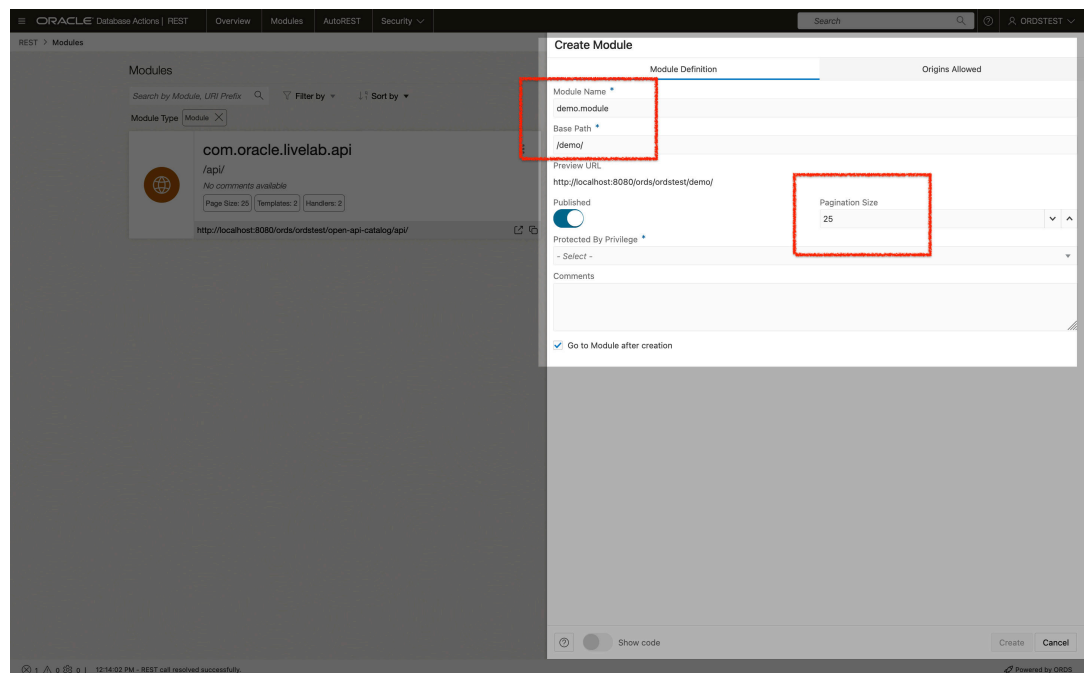 ORACLE Database Actions | REST Overview Modules AutoREST Security Search ORDSTEST
REST > Modules
Modules
Search by Module, URI Prefix Filter by Sort by
Module Type Module
com.oracle.livelab.api
/api/
No comments available
Page Size: 25 Templates: 2 Handlers: 2
http://localhost:8080/ords/ordstest/open-api-catalog/api/
Create Module
Module Definition Origins Allowed
Module Name *
demo.module
Base Path *
/demo/
Preview URL
http://localhost:8080/ords/ordstest/demo/
Published Pagination Size
25
Protected By Privilege *
- Select -
Comments
Go to Module after creation
Show code Create Cancel
1 0 0 | 12:14:02 PM - REST call resolved successfully. Powered by ORDS